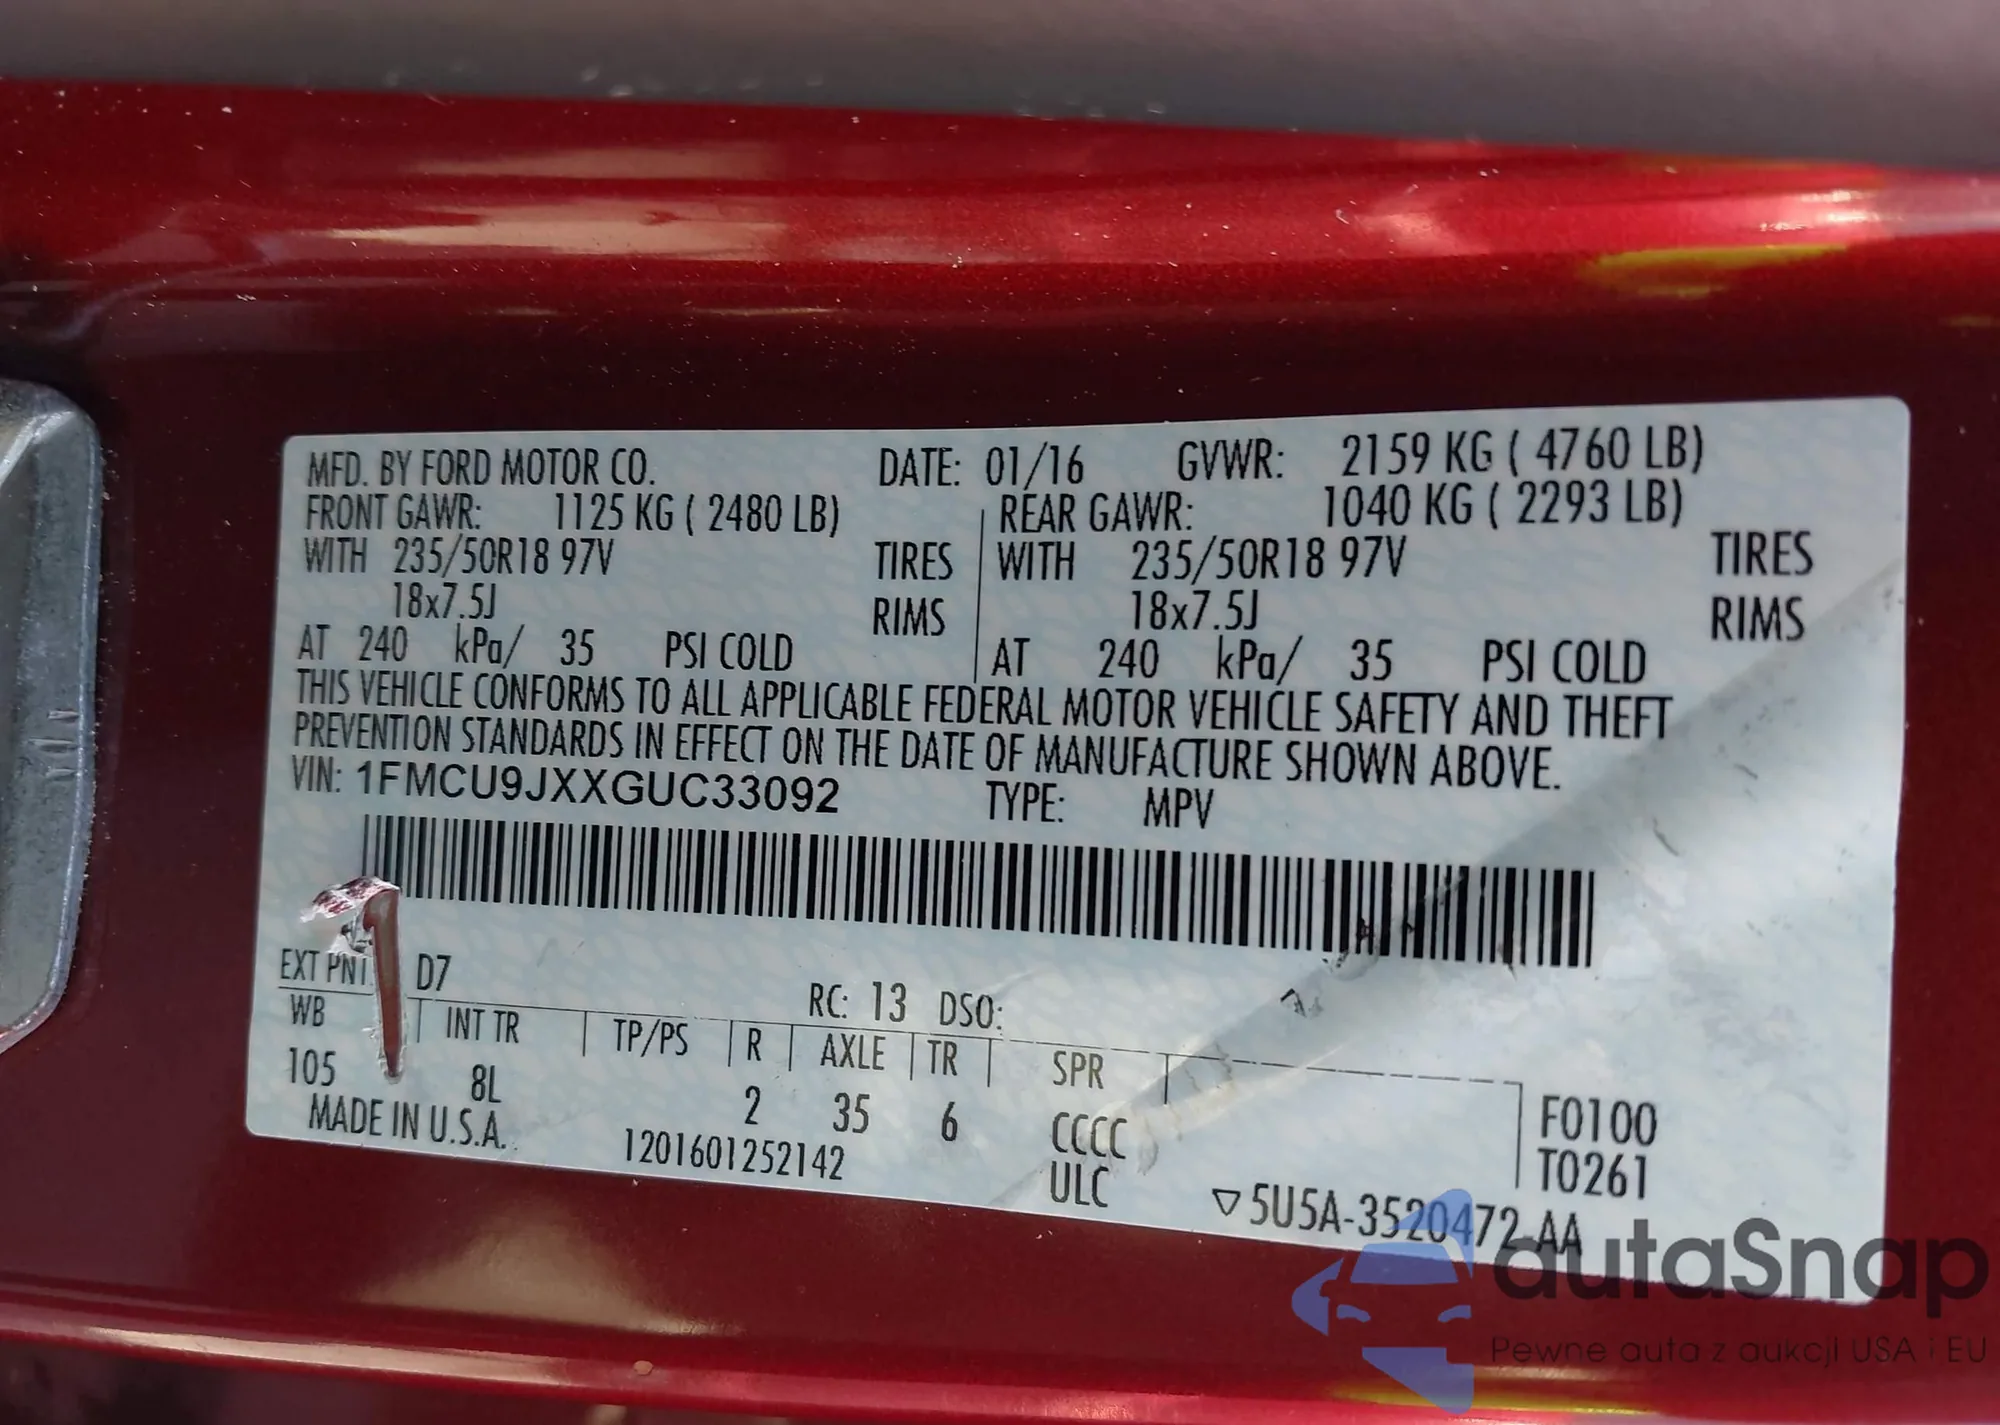 MFD. BY FORD MOTOR CO. DATE: 01/16 GVWR: 2159 KG ( 4760 LB)
FRONT GAWR: 1125 KG ( 2480 LB) REAR GAWR: 1040 KG ( 2293 LB)
WITH 235/50R18 97V TIRES WITH 235/50R18 97V TIRES
18x7.5J RIMS 18x7.5J RIMS
AT 240 kPa/ 35 PSI COLD AT 240 kPa/ 35 PSI COLD
THIS VEHICLE CONFORMS TO ALL APPLICABLE FEDERAL MOTOR VEHICLE SAFETY AND THEFT
PREVENTION STANDARDS IN EFFECT ON THE DATE OF MANUFACTURE SHOWN ABOVE.
VIN: 1FMCU9JXXGUC33092 TYPE: MPV
EXT PNT D7 RC: 13 DSO:
WB INT TR TP/PS R AXLE TR SPR
105 8L 2 35 6 CCCC F0100
MADE IN U.S.A. 1201601252142 ULC T0261
▽5U5A-3520472-AA
autaSnap
Pewne auta z aukcji USA i EU